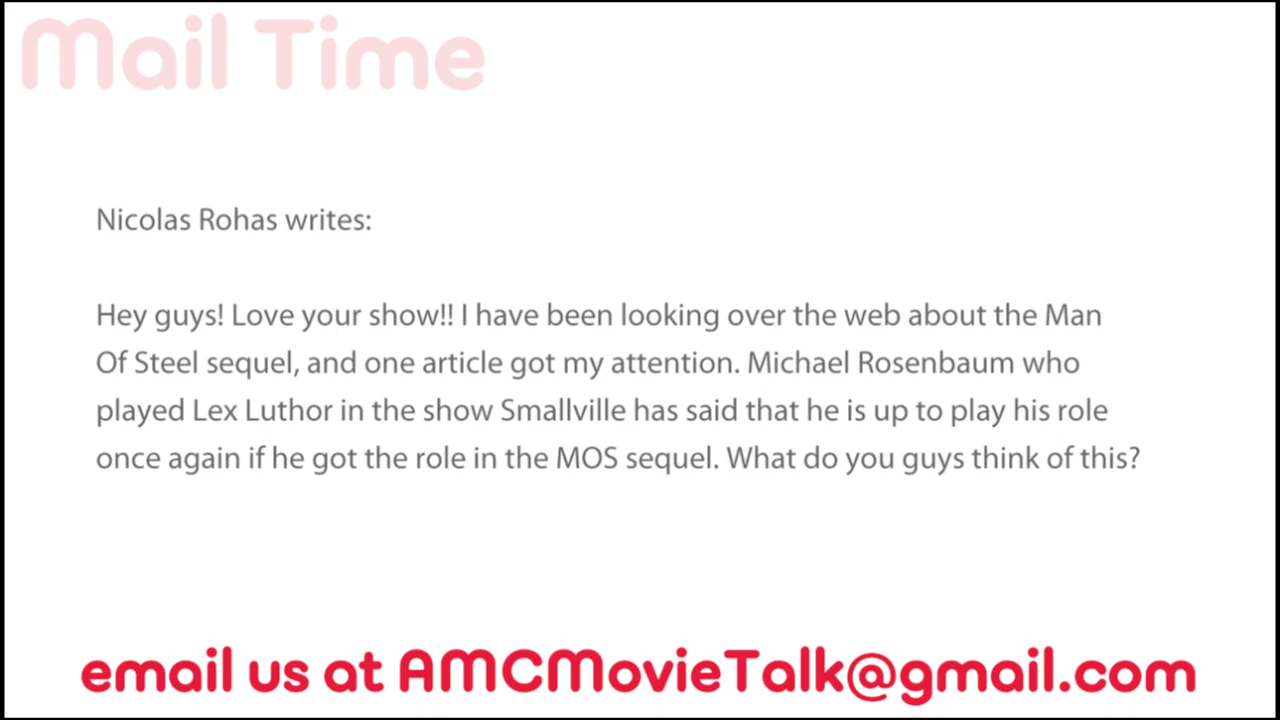 Mail Time
Nicolas Rohas writes:
Hey guys! Love your show!! I have been looking over the web about the Man
Of Steel sequel, and one article got my attention. Michael Rosenbaum who
played Lex Luthor in the show Smallville has said that he is up to play his role
once again if he got the role in the MOS sequel. What do you guys think of this?
email us at AMCMovieTalk@gmail.com